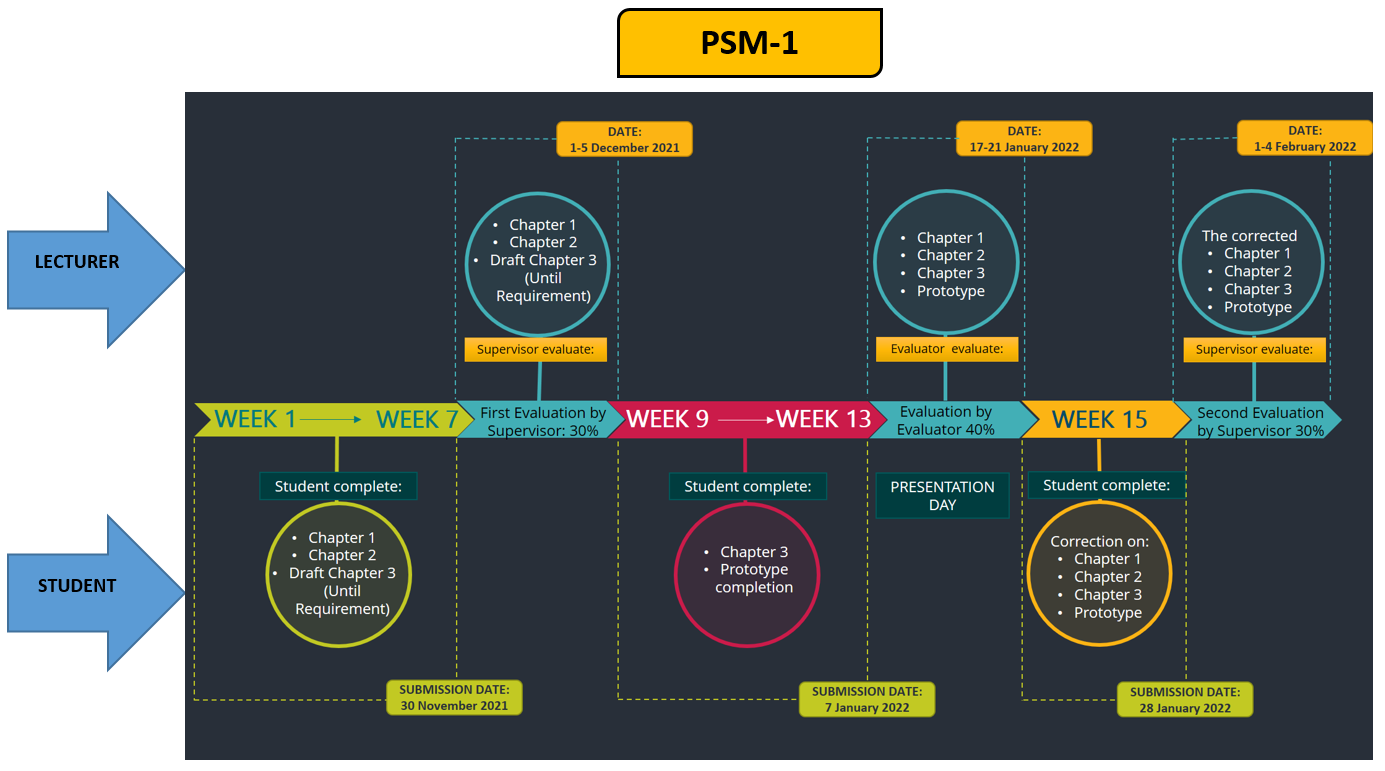 PSM-1
LECTURER
DATE:
1-5 December 2021
• Chapter 1
• Chapter 2
• Draft Chapter 3
(Until
Requirement)
Supervisor evaluate:
DATE:
17-21 January 2022
• Chapter 1
• Chapter 2
• Chapter 3
• Prototype
Evaluator evaluate:
DATE:
1-4 February 2022
The corrected
• Chapter 1
• Chapter 2
• Chapter 3
• Prototype
Supervisor evaluate:
WEEK 1 WEEK 7
First Evaluation by
Supervisor: 30%
WEEK 9 WEEK 13
Evaluation by
Evaluator 40%
WEEK 15
Second Evaluation
by Supervisor 30%
STUDENT
Student complete:
• Chapter 1
• Chapter 2
• Draft Chapter 3
(Until
Requirement)
SUBMISSION DATE:
30 November 2021
Student complete:
• Chapter 3
• Prototype
completion
SUBMISSION DATE:
7 January 2022
PRESENTATION
DAY
Student complete:
Correction on:
• Chapter 1
• Chapter 2
• Chapter 3
• Prototype
SUBMISSION DATE:
28 January 2022